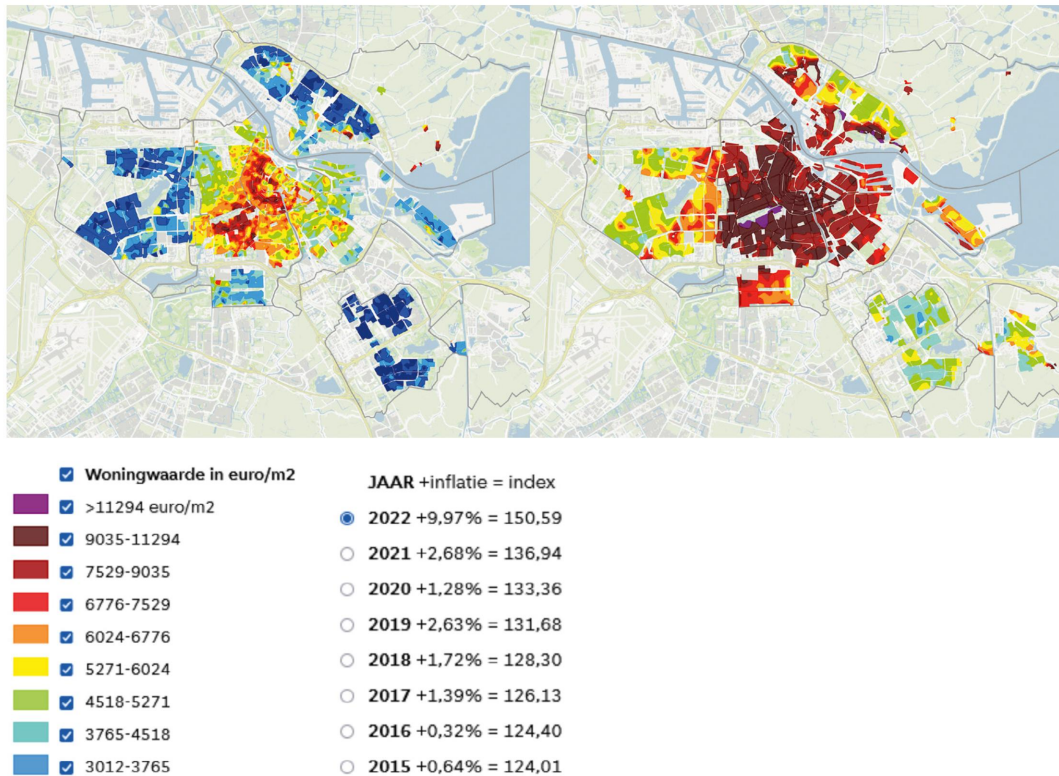 Woningwaarde in euro/m2
>11294 euro/m2
9035-11294
7529-9035
6776-7529
6024-6776
5271-6024
4518-5271
3765-4518
3012-3765
JAAR +inflatie = index
2022 +9,97% = 150,59
2021 +2,68% = 136,94
2020 +1,28% = 133,36
2019 +2,63% = 131,68
2018 +1,72% = 128,30
2017 +1,39% = 126,13
2016 +0,32% = 124,40
2015 +0,64% = 124,01